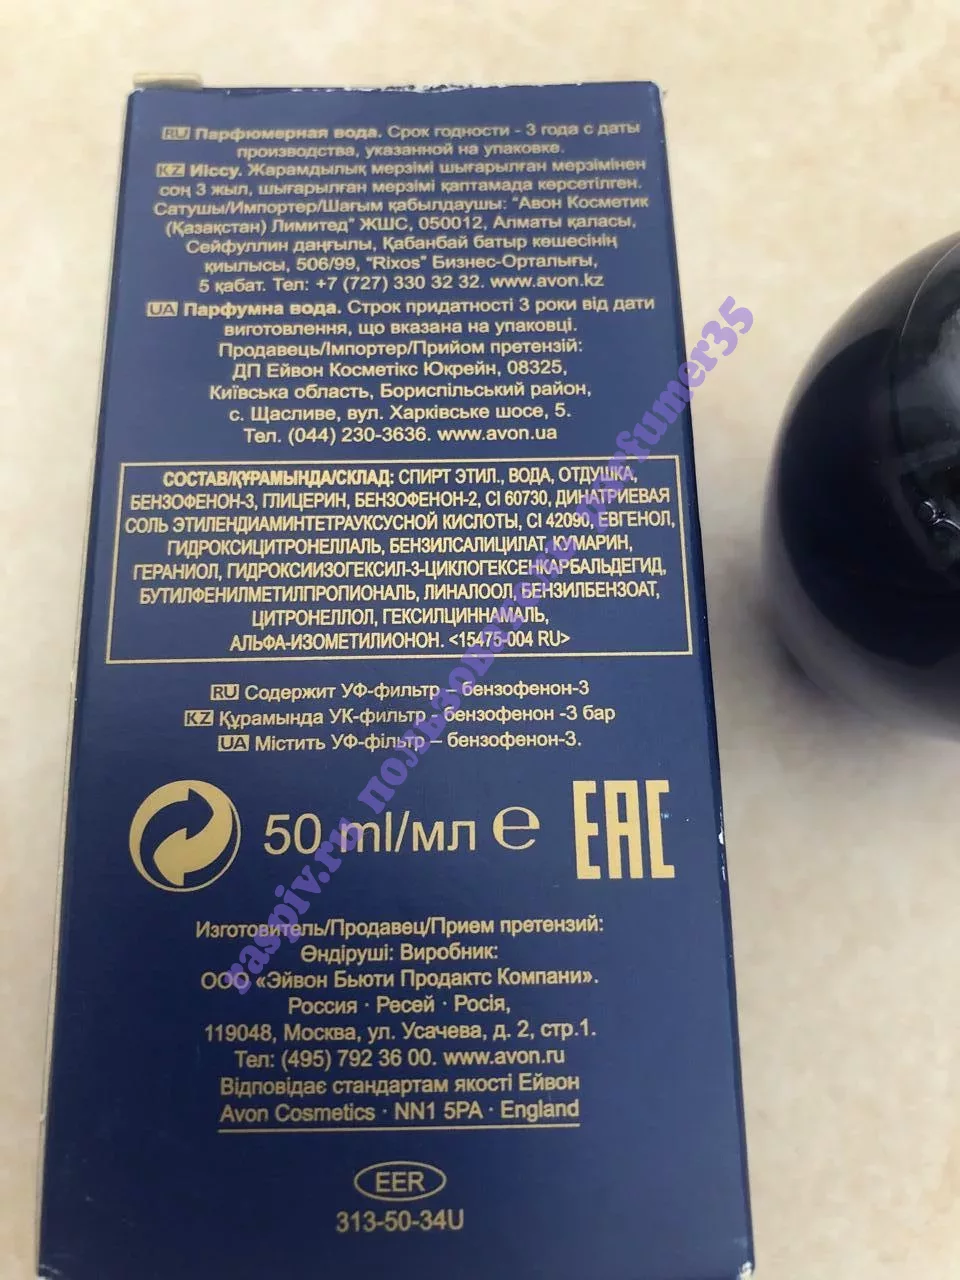 RU Парфюмерная вода. Срок годности - 3 года с даты
производства, указанной на упаковке.
KZ Иіссу. Жарамдылық мерзімі шығарылған мерзімінен
соң 3 жыл, шығарылған мерзімі қаптамада көрсетілген.
Сатушы/Импортер/Шағым қабылдаушы: "Авон Косметик
(Қазақстан) Лимитед" ЖШС, 050012, Алматы қаласы,
Сейфуллин даңғылы, Қабанбай батыр көшесінің
қиылысы, 506/99, "Rixos" Бизнес-Орталығы,
5 қабат. Тел: +7 (727) 330 32 32. www.avon.kz
UA Парфумна вода. Строк придатності 3 роки від дати
виготовлення, що вказана на упаковці.
Продавець/Імпортер/Прийом претензій:
ДП Ейвон Косметікс Юкрейн, 08325,
Київська область, Бориспільський район,
с. Щасливе, вул. Харківське шосе, 5.
Тел. (044) 230-3636. www.avon.ua
СОСТАВ/ҚҰРАМЫНДА/СКЛАД: СПИРТ ЭТИЛ., ВОДА, ОТДУШКА,
БЕНЗОФЕНОН-3, ГЛИЦЕРИН, БЕНЗОФЕНОН-2, CI 60730, ДИНАТРИЕВАЯ
СОЛЬ ЭТИЛЕНДИАМИНТЕТРАУКСУСНОЙ КИСЛОТЫ, CI 42090, ЕВГЕНОЛ,
ГИДРОКСИЦИТРОНЕЛЛАЛЬ, БЕНЗИЛСАЛИЦИЛАТ, КУМАРИН,
ГЕРАНИОЛ, ГИДРОКСИИЗОГЕКСИЛ-3-ЦИКЛОГЕКСЕНКАРБАЛЬДЕГИД,
БУТИЛФЕНИЛМЕТИЛПРОПИОНАЛЬ, ЛИНАЛООЛ, БЕНЗИЛБЕНЗОАТ,
ЦИТРОНЕЛЛОЛ, ГЕКСИЛЦИННАМАЛЬ,
АЛЬФА-ИЗОМЕТИЛИОНОН. <15475-004 RU>
RU Содержит УФ-фильтр – бензофенон-3
KZ Құрамында УК-фильтр - бензофенон -3 бар
UA Містить УФ-фільтр – бензофенон-3.
50 ml/мл e
EAC
Изготовитель/Продавец/Прием претензий:
Өндіруші: Виробник:
ООО «Эйвон Бьюти Продактс Компани».
Россия · Ресей · Росія,
119048, Москва, ул. Усачева, д. 2, стр.1.
Тел: (495) 792 36 00. www.avon.ru
Відповідає стандартам якості Ейвон
Avon Cosmetics · NN1 5PA · England
EER
313-50-34U
raspiv.ru пользователь parfumer35